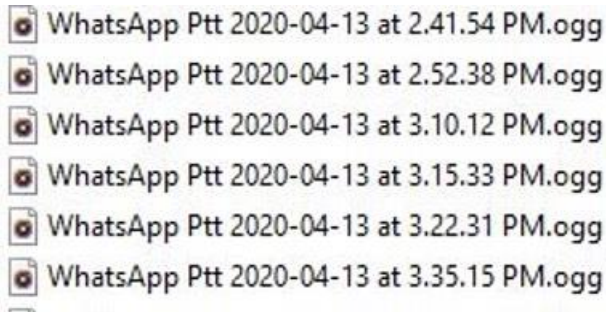 WhatsApp Ptt 2020-04-13 at 2.41.54 PM.ogg
WhatsApp Ptt 2020-04-13 at 2.52.38 PM.ogg
WhatsApp Ptt 2020-04-13 at 3.10.12 PM.ogg
WhatsApp Ptt 2020-04-13 at 3.15.33 PM.ogg
WhatsApp Ptt 2020-04-13 at 3.22.31 PM.ogg
WhatsApp Ptt 2020-04-13 at 3.35.15 PM.ogg